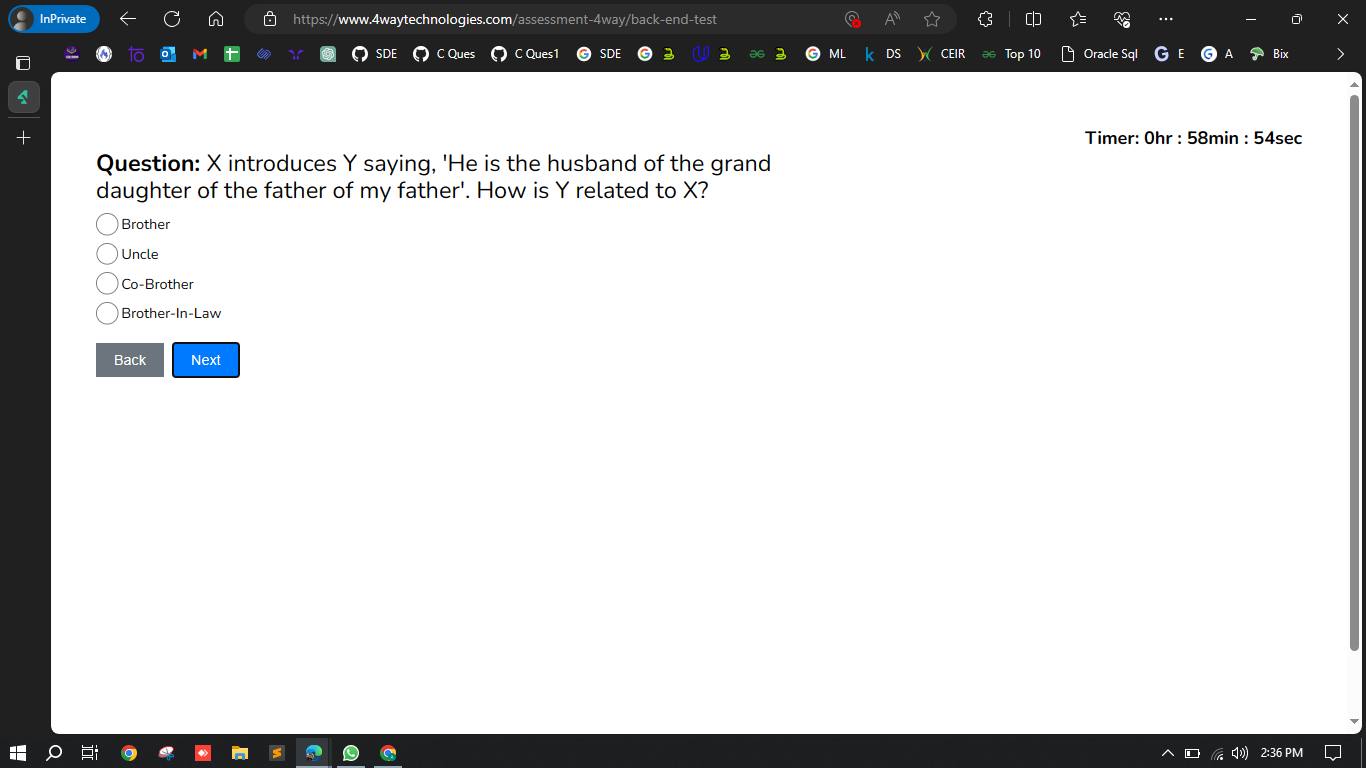 InPrivate
https://www.4waytechnologies.com/assessment-4way/back-end-test
SDE
C Ques
C Ques1
SDE
ML
DS
CEIR
Top 10
Oracle Sql
E
A
Bix
Timer: 0hr : 58min : 54sec
Question: X introduces Y saying, 'He is the husband of the grand
daughter of the father of my father'. How is Y related to X?
Brother
Uncle
Co-Brother
Brother-In-Law
Back
Next
2:36 PM